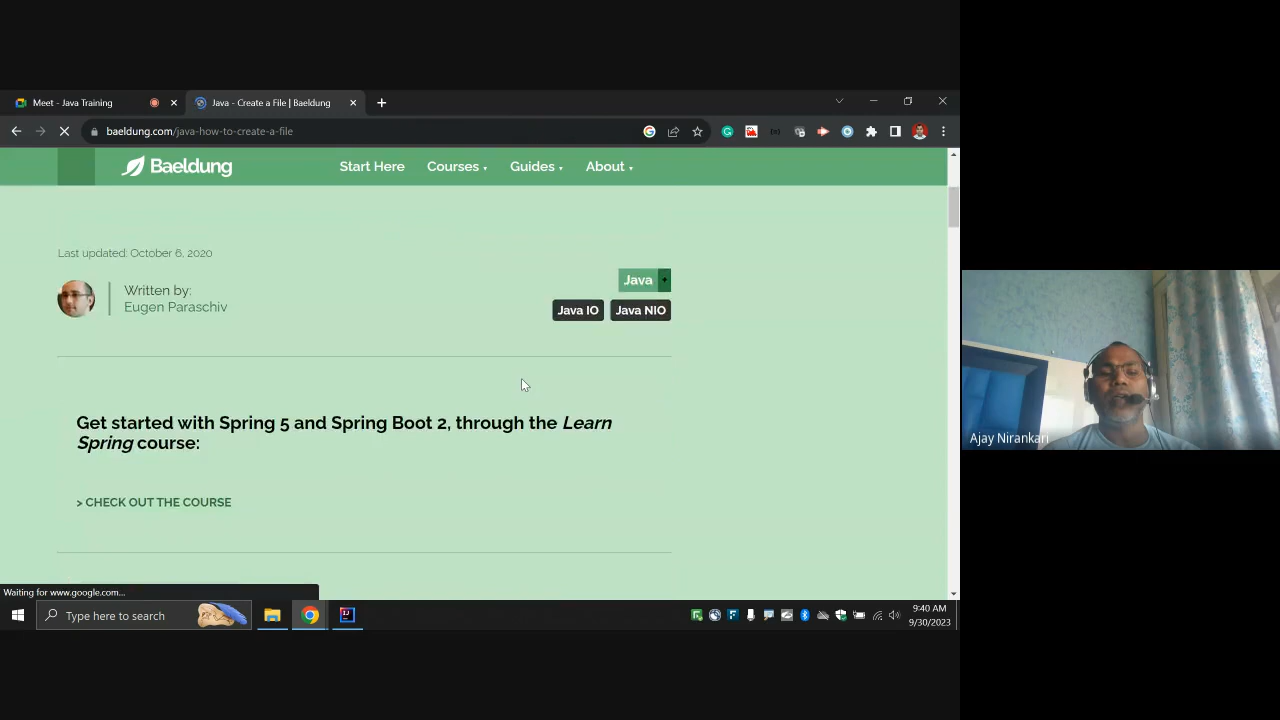 Meet - Java Training
Java - Create a File | Baeldung
baeldung.com/java-how-to-create-a-file
Baeldung
Start Here
Courses
Guides
About
Last updated: October 6, 2020
Written by:
Eugen Paraschiv
Java +
Java IO
Java NIO
Get started with Spring 5 and Spring Boot 2, through the Learn
Spring course:
> CHECK OUT THE COURSE
Waiting for www.google.com...
Type here to search
9:40 AM
9/30/2023
Ajay Nirankari